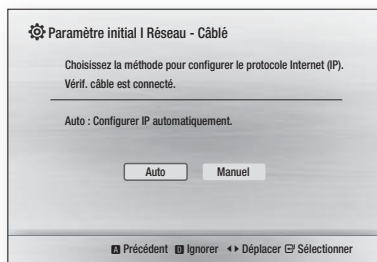 Paramètre initial I Réseau - Câblé
Choisissez la méthode pour configurer le protocole Internet (IP).
Vérif. câble est connecté.
Auto : Configurer IP automatiquement.
Auto Manuel
A Précédent D Ignorer Déplacer Sélectionner